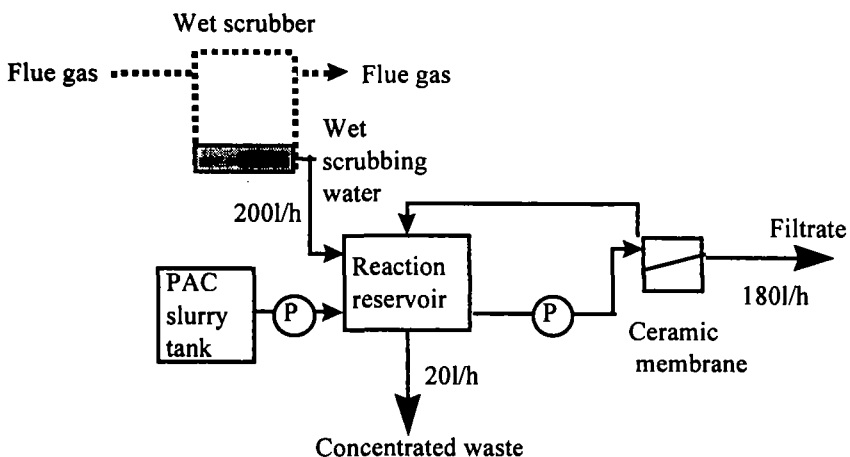 Wet scrubber
Flue gas
Flue gas
Wet
scrubbing
water
200l/h
Filtrate
Reaction
reservoir
PAC
slurry
tank
P
P
180l/h
Ceramic
membrane
20l/h
Concentrated waste